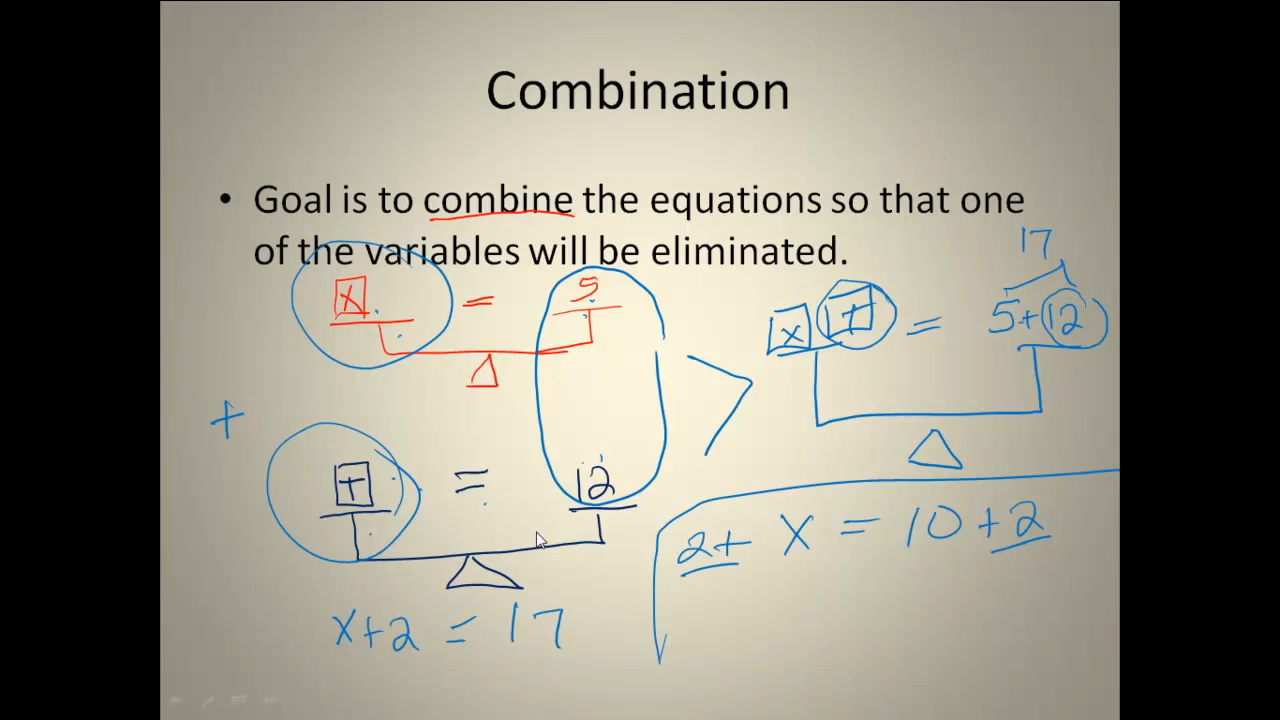 Combination
• Goal is to combine the equations so that one
of the variables will be eliminated.
17
x = 5
x + = 5+12
+
+ = 12
2+ x = 10+2
x+2 = 17